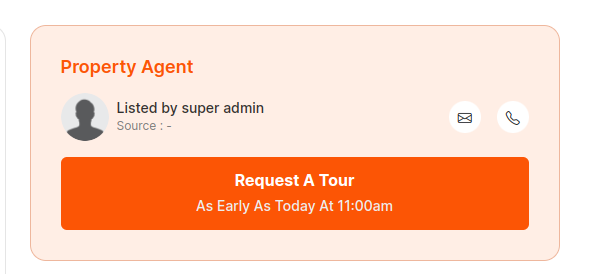 Property Agent
Listed by super admin
Source : -
Request A Tour
As Early As Today At 11:00am